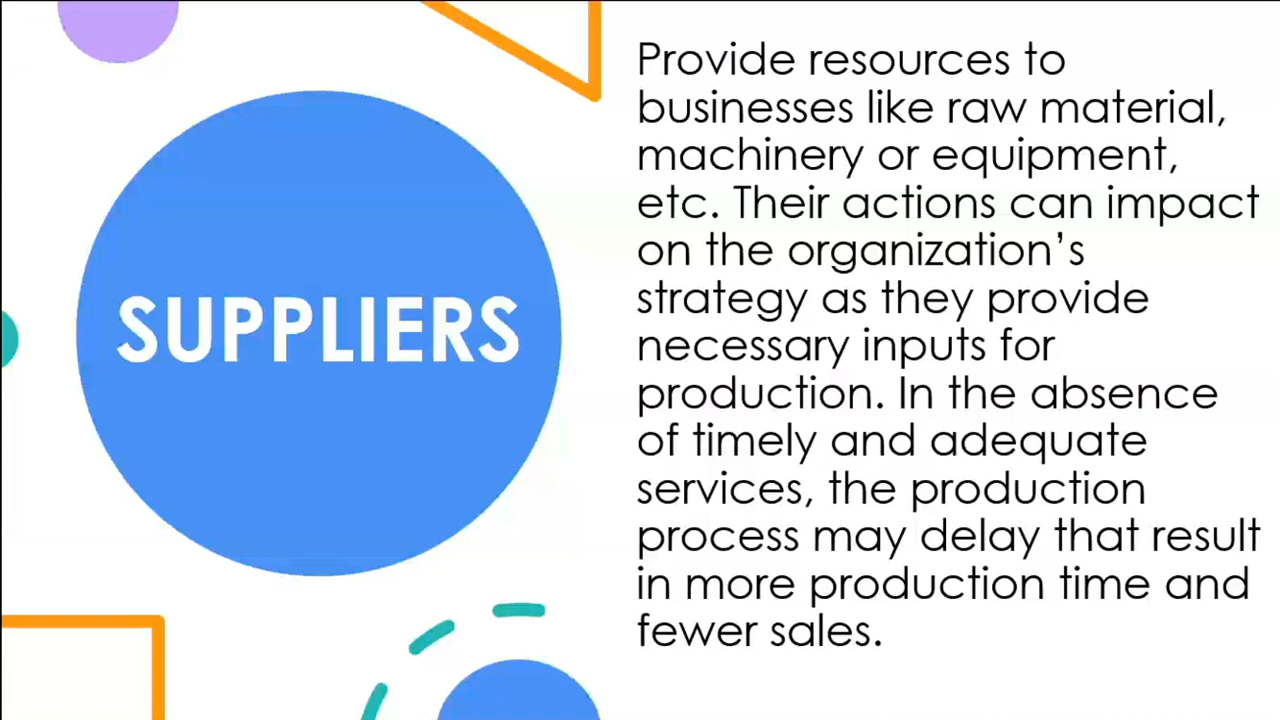 SUPPLIERS
Provide resources to
businesses like raw material,
machinery or equipment,
etc. Their actions can impact
on the organization’s
strategy as they provide
necessary inputs for
production. In the absence
of timely and adequate
services, the production
process may delay that result
in more production time and
fewer sales.